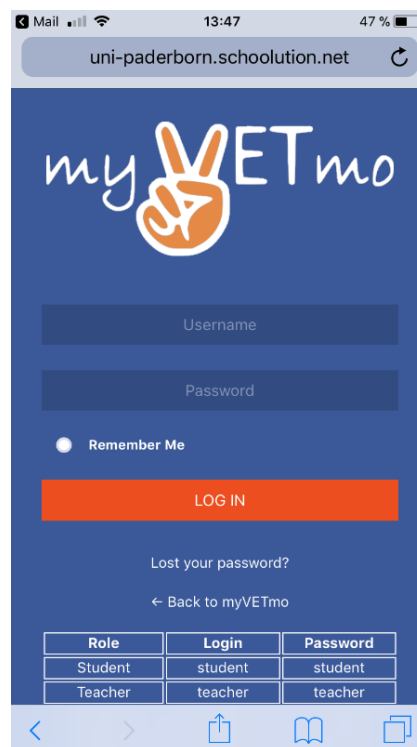 Mail 13:47 47 %
uni-paderborn.schoolution.net
myVETmo
Username
Password
Remember Me
LOG IN
Lost your password?
← Back to myVETmo
Role Login Password
Student student student
Teacher teacher teacher